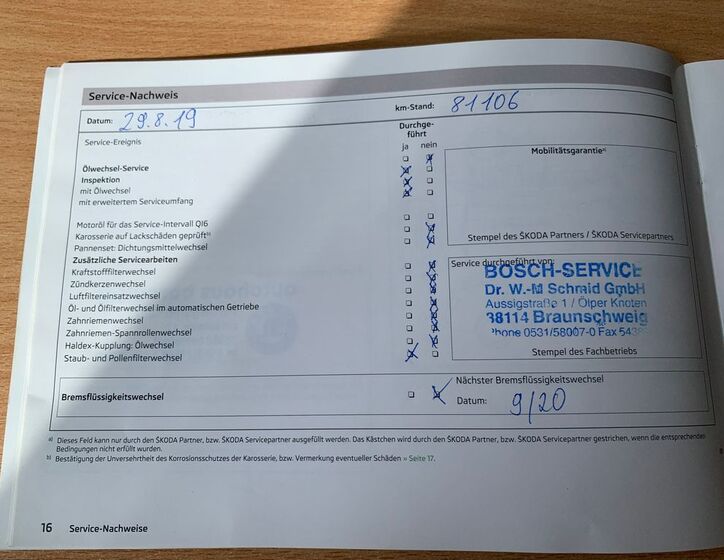 Service-Nachweis
Datum: 29.8.19
km-Stand: 81106
Service-Ereignis
Durchge-
führt
ja nein
Ölwechsel-Service
Inspektion
mit Ölwechsel
mit erweitertem Serviceumfang
Motoröl für das Service-Intervall QI6
Karosserie auf Lackschäden geprüft b)
Pannenset: Dichtungsmittelwechsel
Zusätzliche Servicearbeiten
Kraftstofffilterwechsel
Zündkerzenwechsel
Luftfiltereinsatzwechsel
Öl- und Ölfilterwechsel im automatischen Getriebe
Zahnriemenwechsel
Zahnriemen-Spannrollenwechsel
Haldex-Kupplung: Ölwechsel
Staub- und Pollenfilterwechsel
Mobilitätsgarantie a)
Stempel des ŠKODA Partners / ŠKODA Servicepartners
Service durchgeführt von:
BOSCH-SERVICE
Dr. W.-M Schmid GmbH
Aussigstraße 1 / Ölper Knoten
38114 Braunschweig
Phone 0531/58007-0 Fax
Stempel des Fachbetriebs
Bremsflüssigkeitswechsel
Nächster Bremsflüssigkeitswechsel
Datum: 9/20
a) Dieses Feld kann nur durch den ŠKODA Partner, bzw. ŠKODA Servicepartner ausgefüllt werden. Das Kästchen wird durch den ŠKODA Partner, bzw. ŠKODA Servicepartner gestrichen, wenn die entsprechenden
Bedingungen nicht erfüllt wurden.
b) Bestätigung der Unversehrtheit des Korrosionsschutzes der Karosserie, bzw. Vermerkung eventueller Schäden » Seite 17.
16 Service-Nachweise